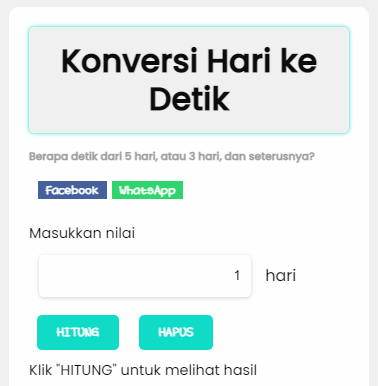 Konversi Hari ke
Detik
Berapa detik dari 5 hari, atau 3 hari, dan seterusnya?
Facebook WhatsApp
Masukkan nilai
1 hari
HITUNG HAPUS
Klik "HITUNG" untuk melihat hasil